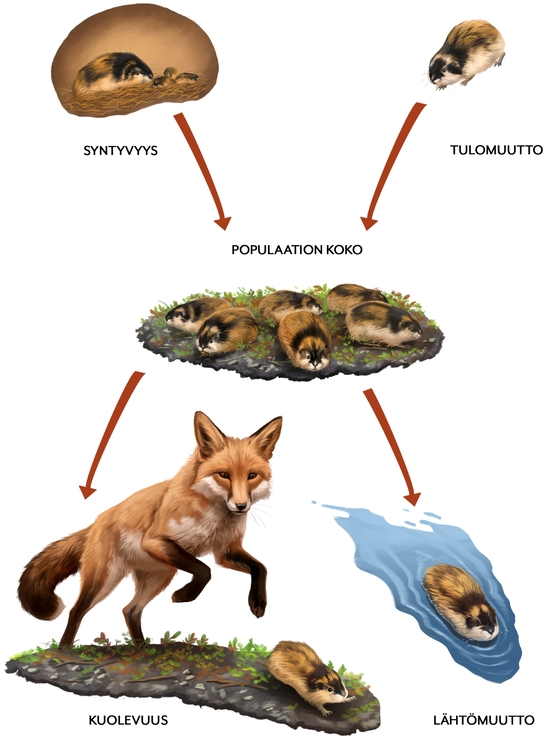 SYNTYVYYS
TULOMUUTTO
POPULAATION KOKO
KUOLEVUUS
LÄHTÖMUUTTO